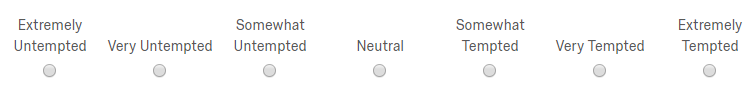 Extremely Untempted
Very Untempted
Somewhat Untempted
Neutral
Somewhat Tempted
Very Tempted
Extremely Tempted